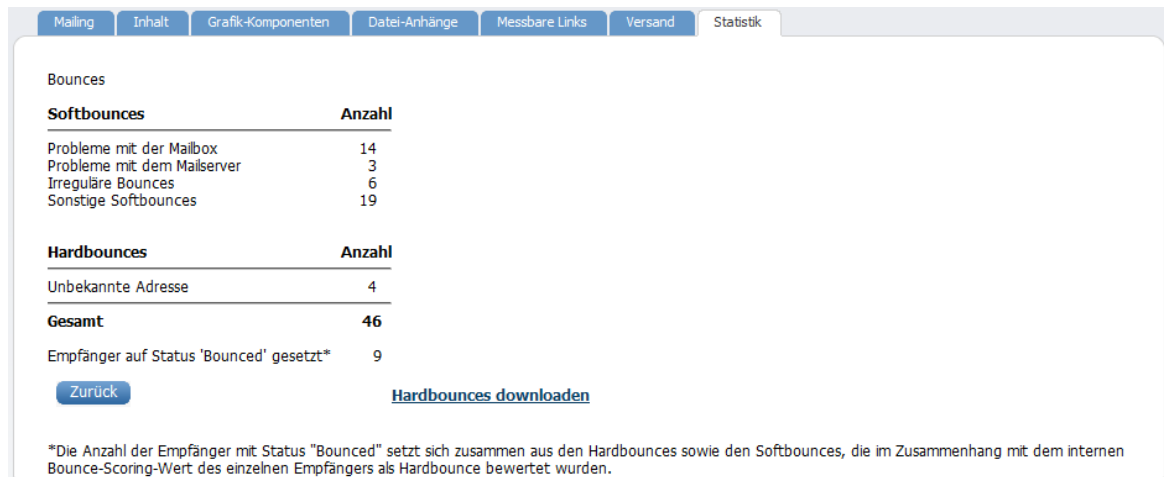 Mailing Inhalt Grafik-Komponenten Datei-Anhänge Messbare Links Versand Statistik
Bounces
Softbounces Anzahl
Probleme mit der Mailbox 14
Probleme mit dem Mailserver 3
Irreguläre Bounces 6
Sonstige Softbounces 19
Hardbounces Anzahl
Unbekannte Adresse 4
Gesamt 46
Empfänger auf Status 'Bounced' gesetzt* 9
Zurück Hardbounces downloaden
*Die Anzahl der Empfänger mit Status "Bounced" setzt sich zusammen aus den Hardbounces sowie den Softbounces, die im Zusammenhang mit dem internen
Bounce-Scoring-Wert des einzelnen Empfängers als Hardbounce bewertet wurden.